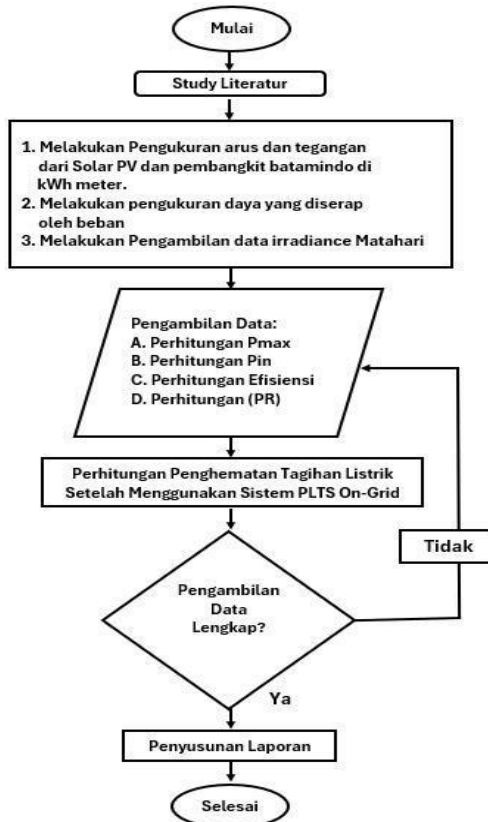 Mulai
Study Literatur
1. Melakukan Pengukuran arus dan tegangan
dari Solar PV dan pembangkit batamindo di
kWh meter.
2. Melakukan pengukuran daya yang diserap
oleh beban
3. Melakukan Pengambilan data irradiance Matahari
Pengambilan Data:
A. Perhitungan Pmax
B. Perhitungan Pin
C. Perhitungan Efisiensi
D. Perhitungan (PR)
Perhitungan Penghematan Tagihan Listrik
Setelah Menggunakan Sistem PLTS On-Grid
Tidak
Pengambilan
Data
Lengkap?
Ya
Penyusunan Laporan
Selesai